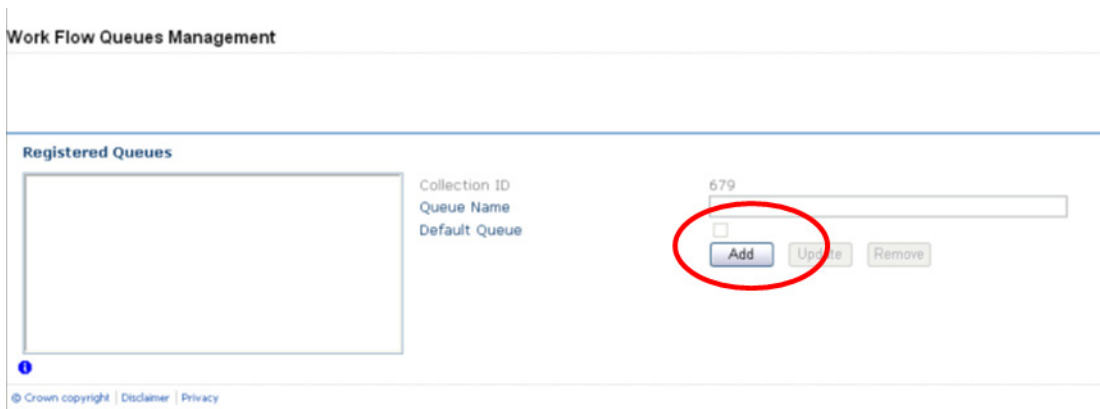 Work Flow Queues Management
Registered Queues
Collection ID 679
Queue Name
Default Queue
Add Update Remove
© Crown copyright | Disclaimer | Privacy